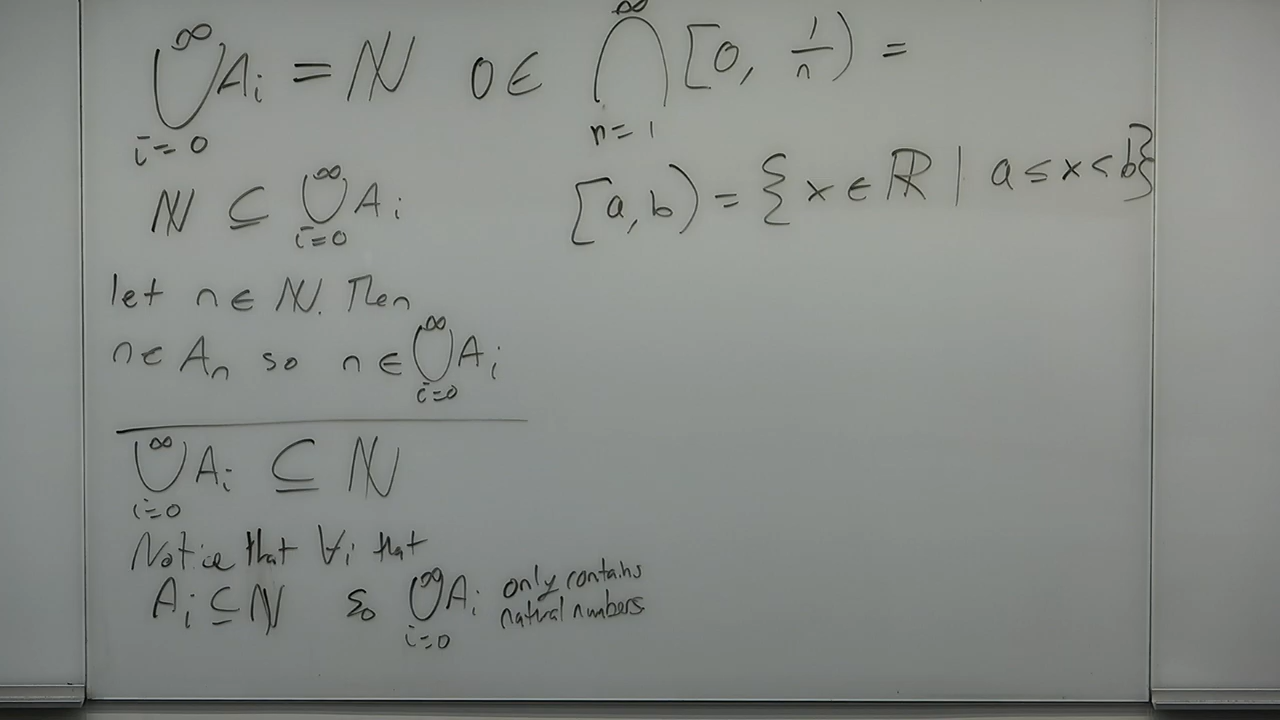 ∞⋃i=0 Aᵢ = ℕ
ℕ ⊆ ∞⋃i=0 Aᵢ
let n ∈ ℕ. Then
n ∈ Aₙ so n ∈ ∞⋃i=0 Aᵢ
∞⋃i=0 Aᵢ ⊆ ℕ
Notice that ∀i that
Aᵢ ⊆ ℕ so ∞⋃i=0 Aᵢ only contains
natural numbers
0 ∈ ∞⋂n=1 [0, 1/n) =
[a, b) = {x ∈ ℝ | a ≤ x < b}